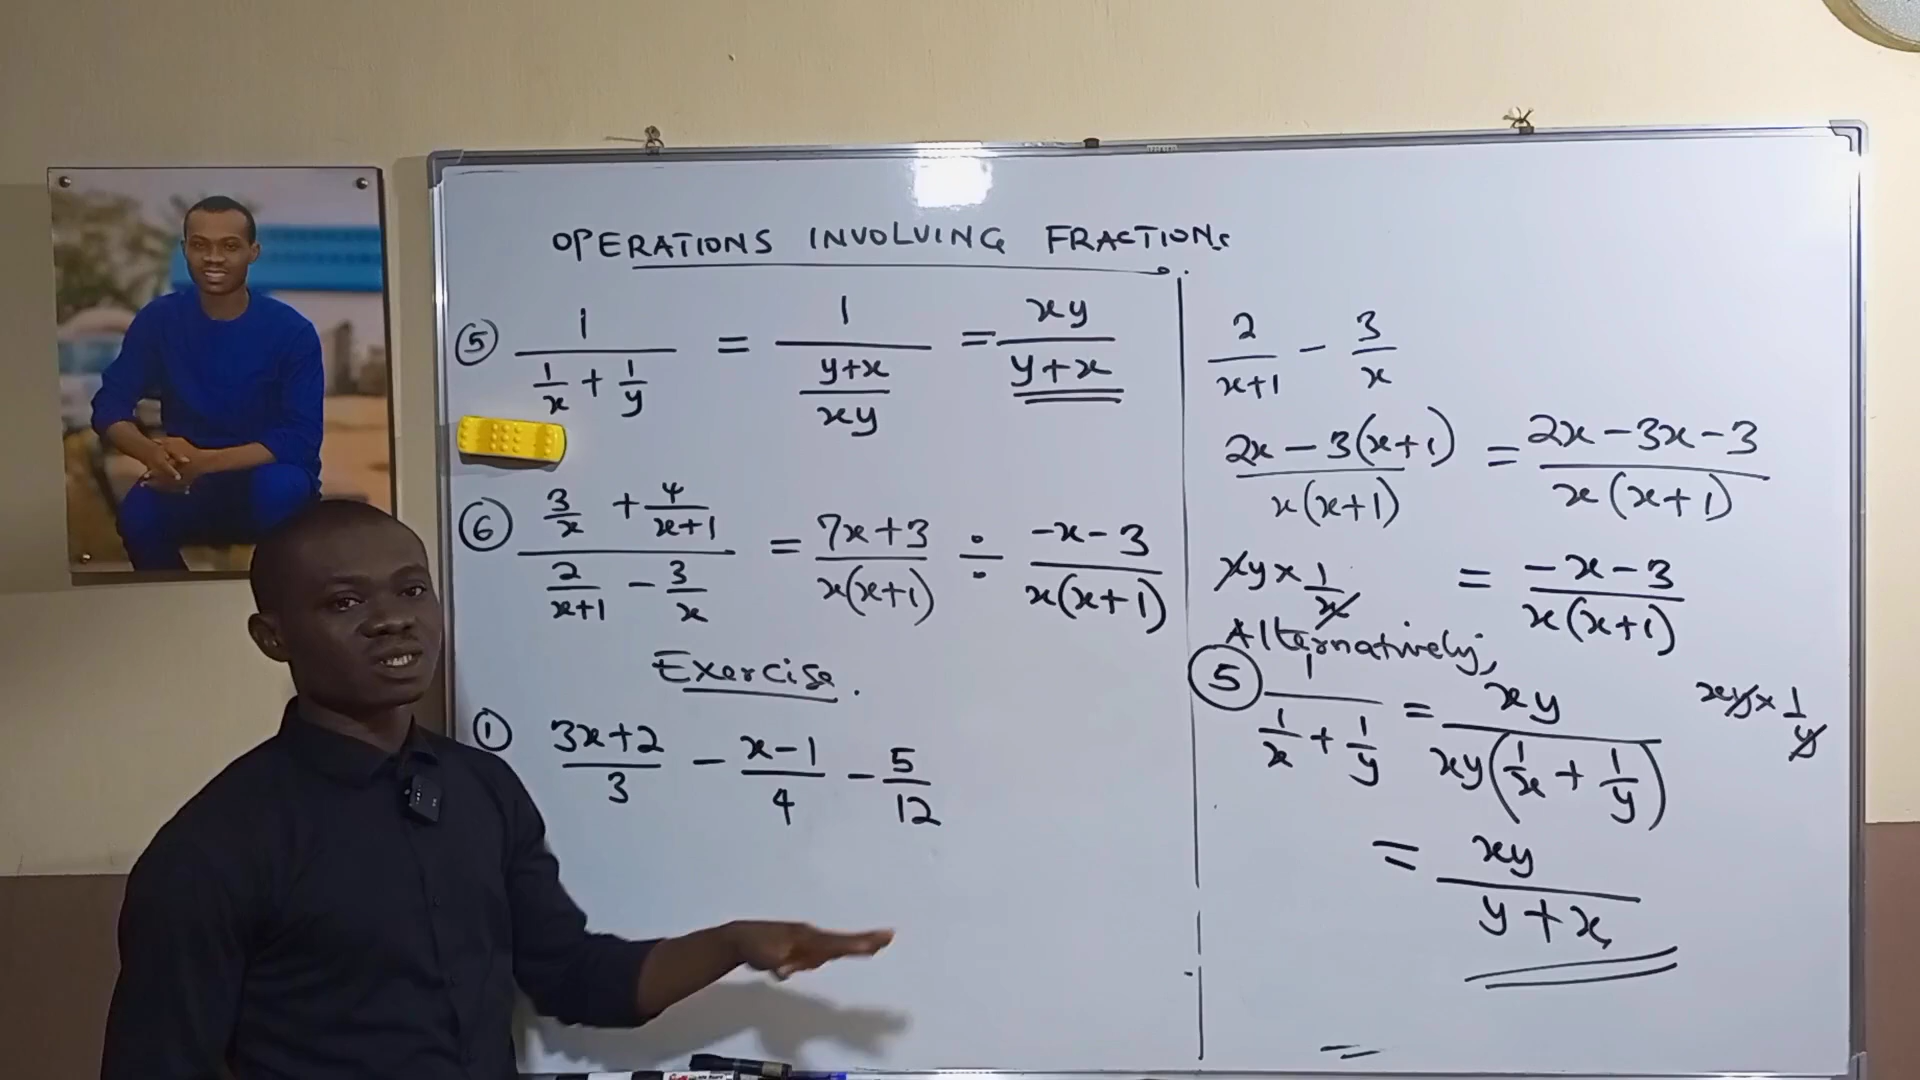 OPERATIONS INVOLVING FRACTIONS
⑤ 1/(1/x + 1/y) = 1/((y+x)/xy) = xy/(y+x)
⑥ (3/x + 4/(x+1))/(2/(x+1) − 3/x) = (7x+3)/(x(x+1)) ÷ (-x-3)/(x(x+1))
Exercise.
① (3x+2)/3 − (x-1)/4 − 5/12
2/(x+1) − 3/x
(2x − 3(x+1))/(x(x+1)) = (2x − 3x − 3)/(x(x+1))
xy × 1/x = (-x-3)/(x(x+1))
Alternatively,
⑤ 1/(1/x + 1/y) = xy/(xy(1/x + 1/y)) xy × 1/y
= xy/(y+x)
=